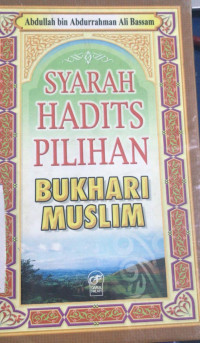 Abdullah bin Abdurrahman Ali Bassam
SYARAH
HADITS
PILIHAN
BUKHARI
MUSLIM